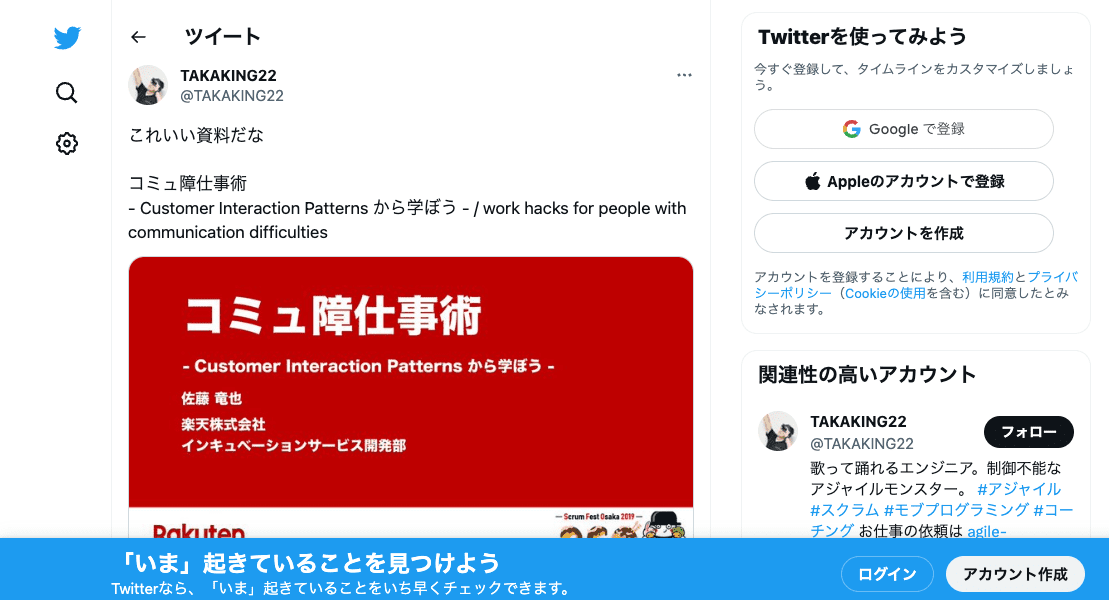 ツイート
TAKAKING22
@TAKAKING22
これいい資料だな
コミュ障仕事術
- Customer Interaction Patterns から学ぼう - / work hacks for people with
communication difficulties
コミュ障仕事術
- Customer Interaction Patterns から学ぼう -
佐藤 竜也
楽天株式会社
インキュベーションサービス開発部
Rakuten
Scrum Fest Osaka 2019
Twitterを使ってみよう
今すぐ登録して、タイムラインをカスタマイズしましょ
う。
Google で登録
Appleのアカウントで登録
アカウントを作成
アカウントを登録することにより、利用規約とプライバ
シーポリシー（Cookieの使用を含む）に同意したとみ
なされます。
関連性の高いアカウント
TAKAKING22
@TAKAKING22
フォロー
歌って踊れるエンジニア。制御不能な
アジャイルモンスター。 #アジャイル
#スクラム #モブプログラミング #コー
チング お仕事の依頼は agile-
「いま」起きていることを見つけよう
Twitterなら、「いま」起きていることをいち早くチェックできます。
ログイン
アカウント作成